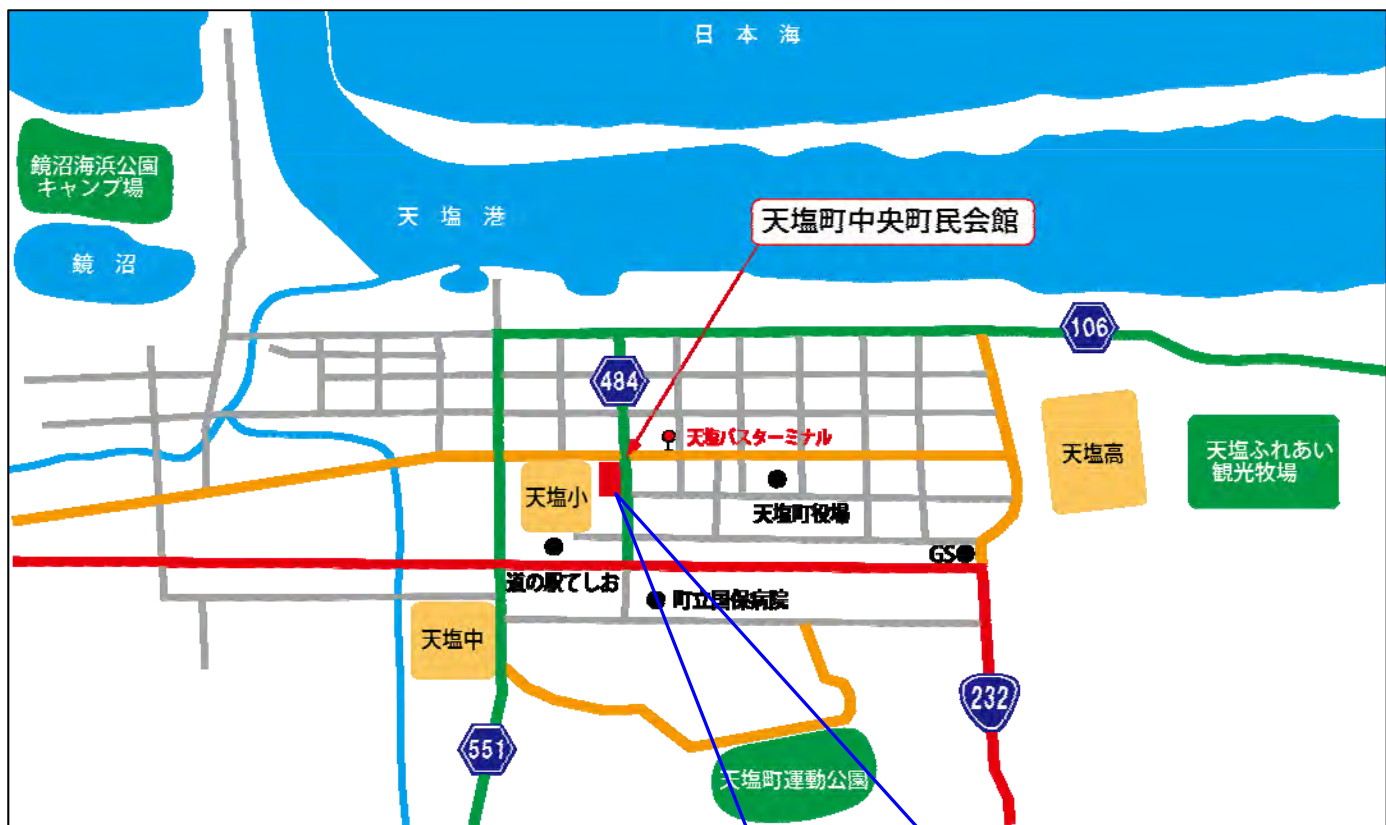 日本海
鏡沼海浜公園
キャンプ場
天塩港
天塩町中央町民会館
鏡沼
106
484
天塩バスターミナル
天塩高
天塩ふれあい
観光牧場
天塩小
天塩町役場
GS
道の駅てしお
町立国保病院
天塩中
232
551
天塩町運動公園